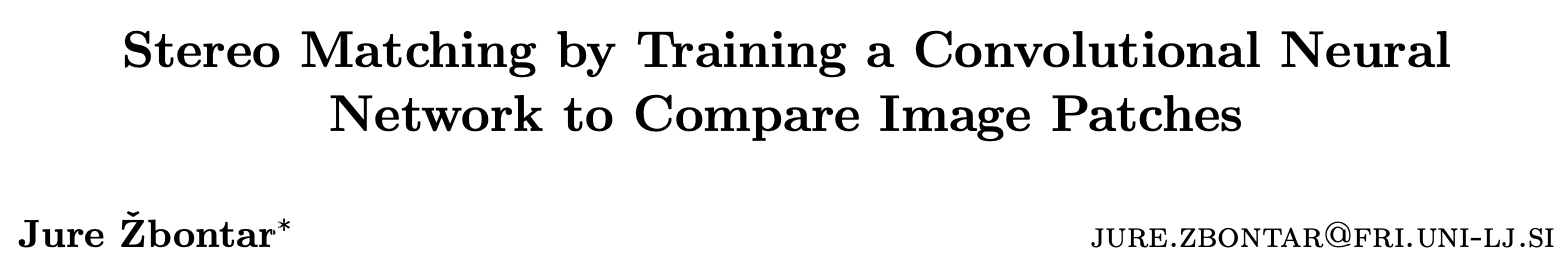 Stereo Matching by Training a Convolutional Neural
Network to Compare Image Patches
Jure Žbontar* JURE.ZBONTAR@FRI.UNI-LJ.SI